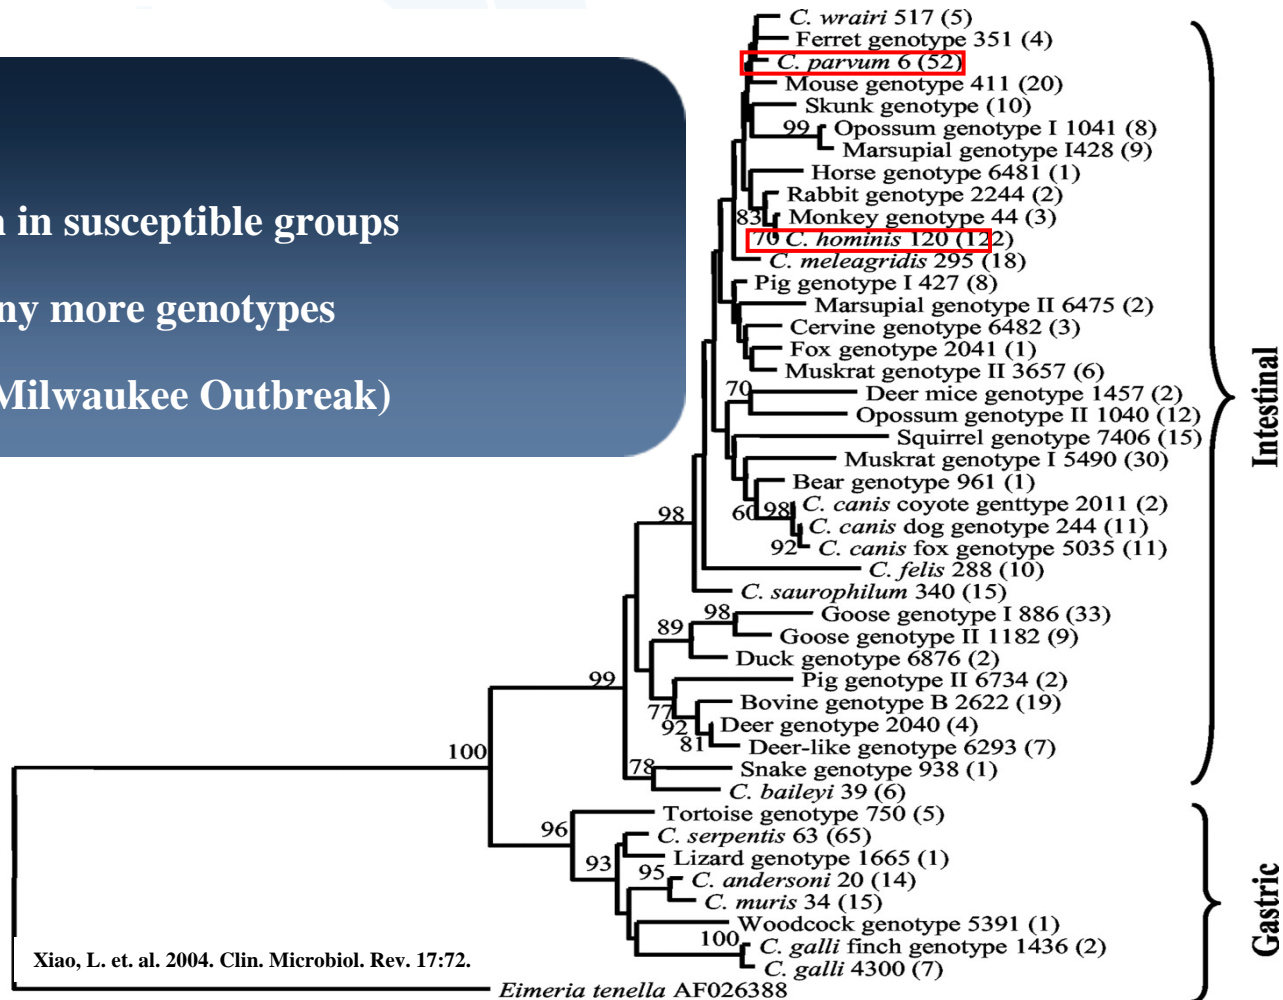 n in susceptible groups
ny more genotypes
Milwaukee Outbreak)
C. wrairi 517 (5)
Ferret genotype 351 (4)
C. parvum 6 (52)
Mouse genotype 411 (20)
Skunk genotype (10)
99
Opossum genotype I 1041 (8)
Marsupial genotype I428 (9)
Horse genotype 6481 (1)
Rabbit genotype 2244 (2)
83 Monkey genotype 44 (3)
70 C. hominis 120 (122)
C. meleagridis 295 (18)
Pig genotype I 427 (8)
Marsupial genotype II 6475 (2)
Cervine genotype 6482 (3)
Fox genotype 2041 (1)
Muskrat genotype II 3657 (6)
70
Deer mice genotype 1457 (2)
Opossum genotype II 1040 (12)
Squirrel genotype 7406 (15)
Muskrat genotype I 5490 (30)
Bear genotype 961 (1)
60 98 C. canis coyote genttype 2011 (2)
98
C. canis dog genotype 244 (11)
92 C. canis fox genotype 5035 (11)
C. felis 288 (10)
C. saurophilum 340 (15)
98 Goose genotype I 886 (33)
89
Goose genotype II 1182 (9)
Duck genotype 6876 (2)
99
Pig genotype II 6734 (2)
Bovine genotype B 2622 (19)
77
92 Deer genotype 2040 (4)
81 Deer-like genotype 6293 (7)
100
78 Snake genotype 938 (1)
C. baileyi 39 (6)
Tortoise genotype 750 (5)
96 C. serpentis 63 (65)
93 Lizard genotype 1665 (1)
95 C. andersoni 20 (14)
C. muris 34 (15)
Woodcock genotype 5391 (1)
100 C. galli finch genotype 1436 (2)
C. galli 4300 (7)
Eimeria tenella AF026388
Intestinal
Gastric
Xiao, L. et. al. 2004. Clin. Microbiol. Rev. 17:72.